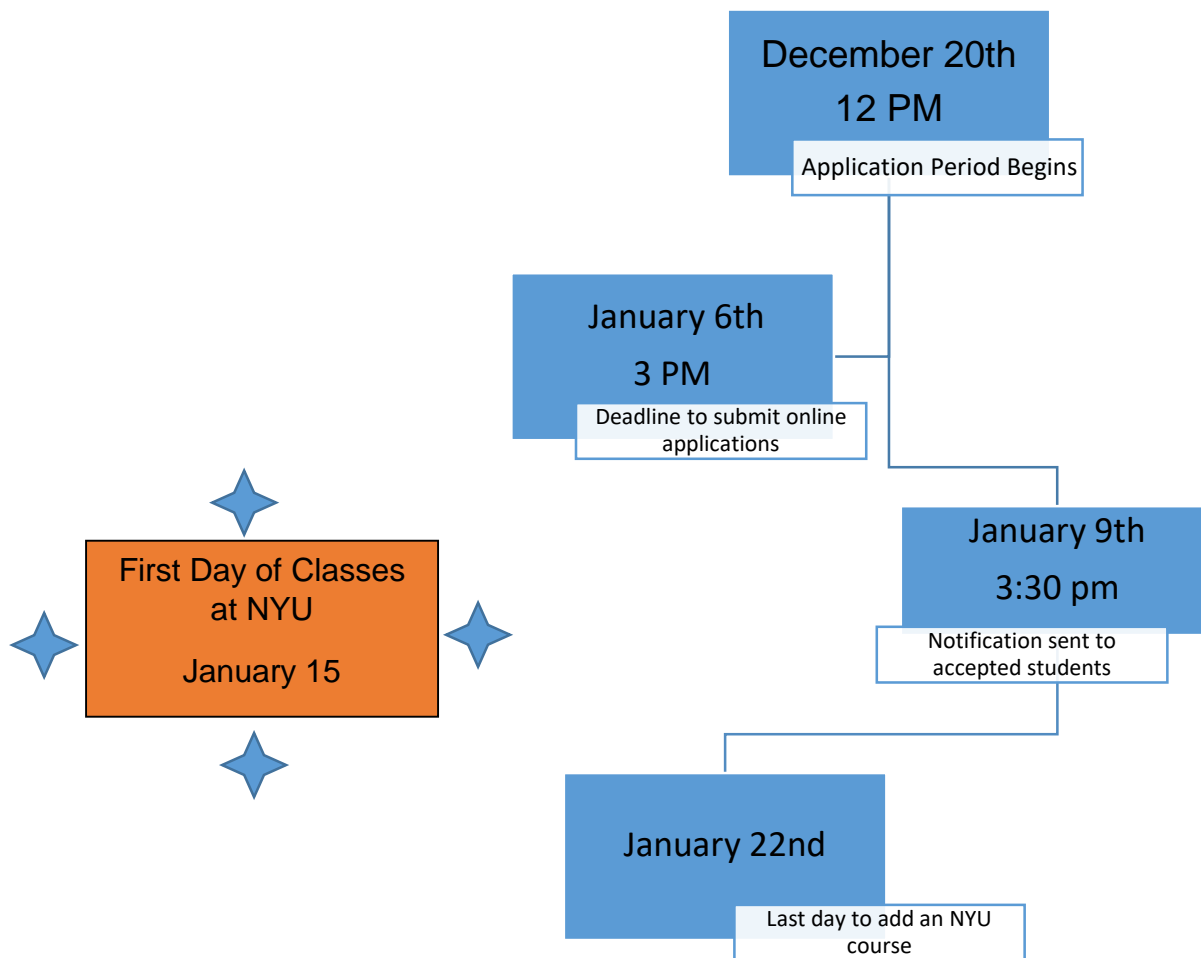 December 20th
12 PM
Application Period Begins
January 6th
3 PM
Deadline to submit online
applications
January 9th
3:30 pm
Notification sent to
accepted students
First Day of Classes
at NYU
January 15
January 22nd
Last day to add an NYU
course